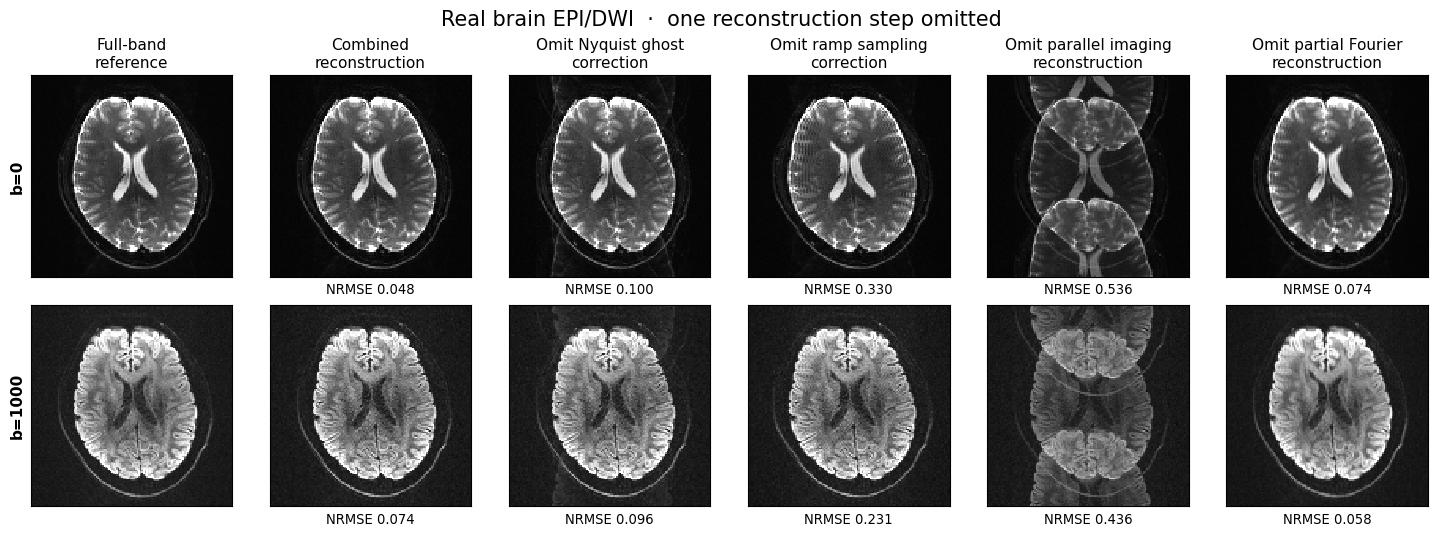 Real brain EPI/DWI · one reconstruction step omitted
Full-band
reference
Combined
reconstruction
Omit Nyquist ghost
correction
Omit ramp sampling
correction
Omit parallel imaging
reconstruction
Omit partial Fourier
reconstruction
b=0
NRMSE 0.048
NRMSE 0.100
NRMSE 0.330
NRMSE 0.536
NRMSE 0.074
b=1000
NRMSE 0.074
NRMSE 0.096
NRMSE 0.231
NRMSE 0.436
NRMSE 0.058